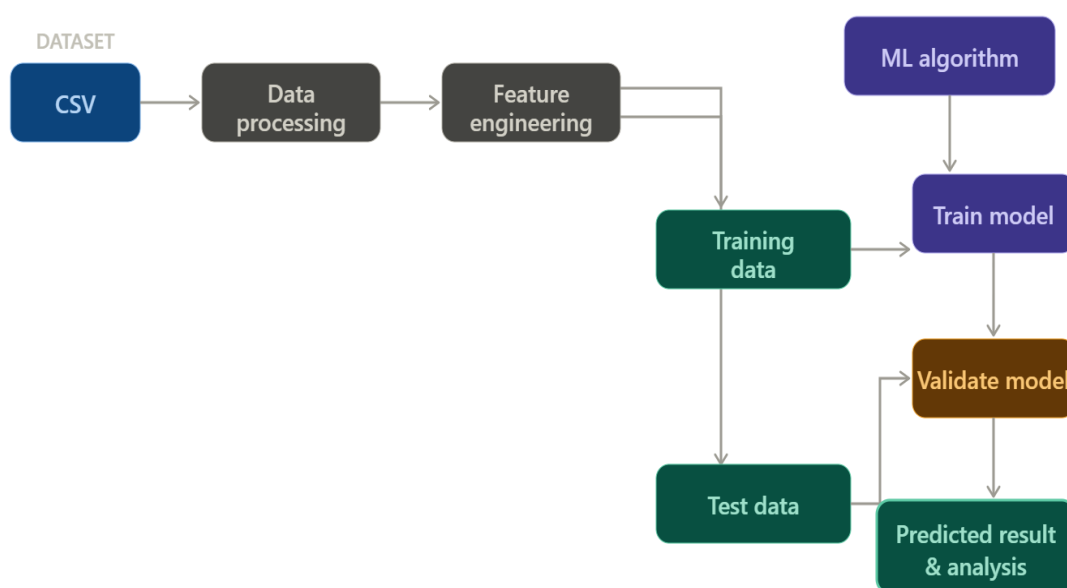 DATASET
CSV
Data
processing
Feature
engineering
ML algorithm
Train model
Training
data
Validate model
Test data
Predicted result
& analysis